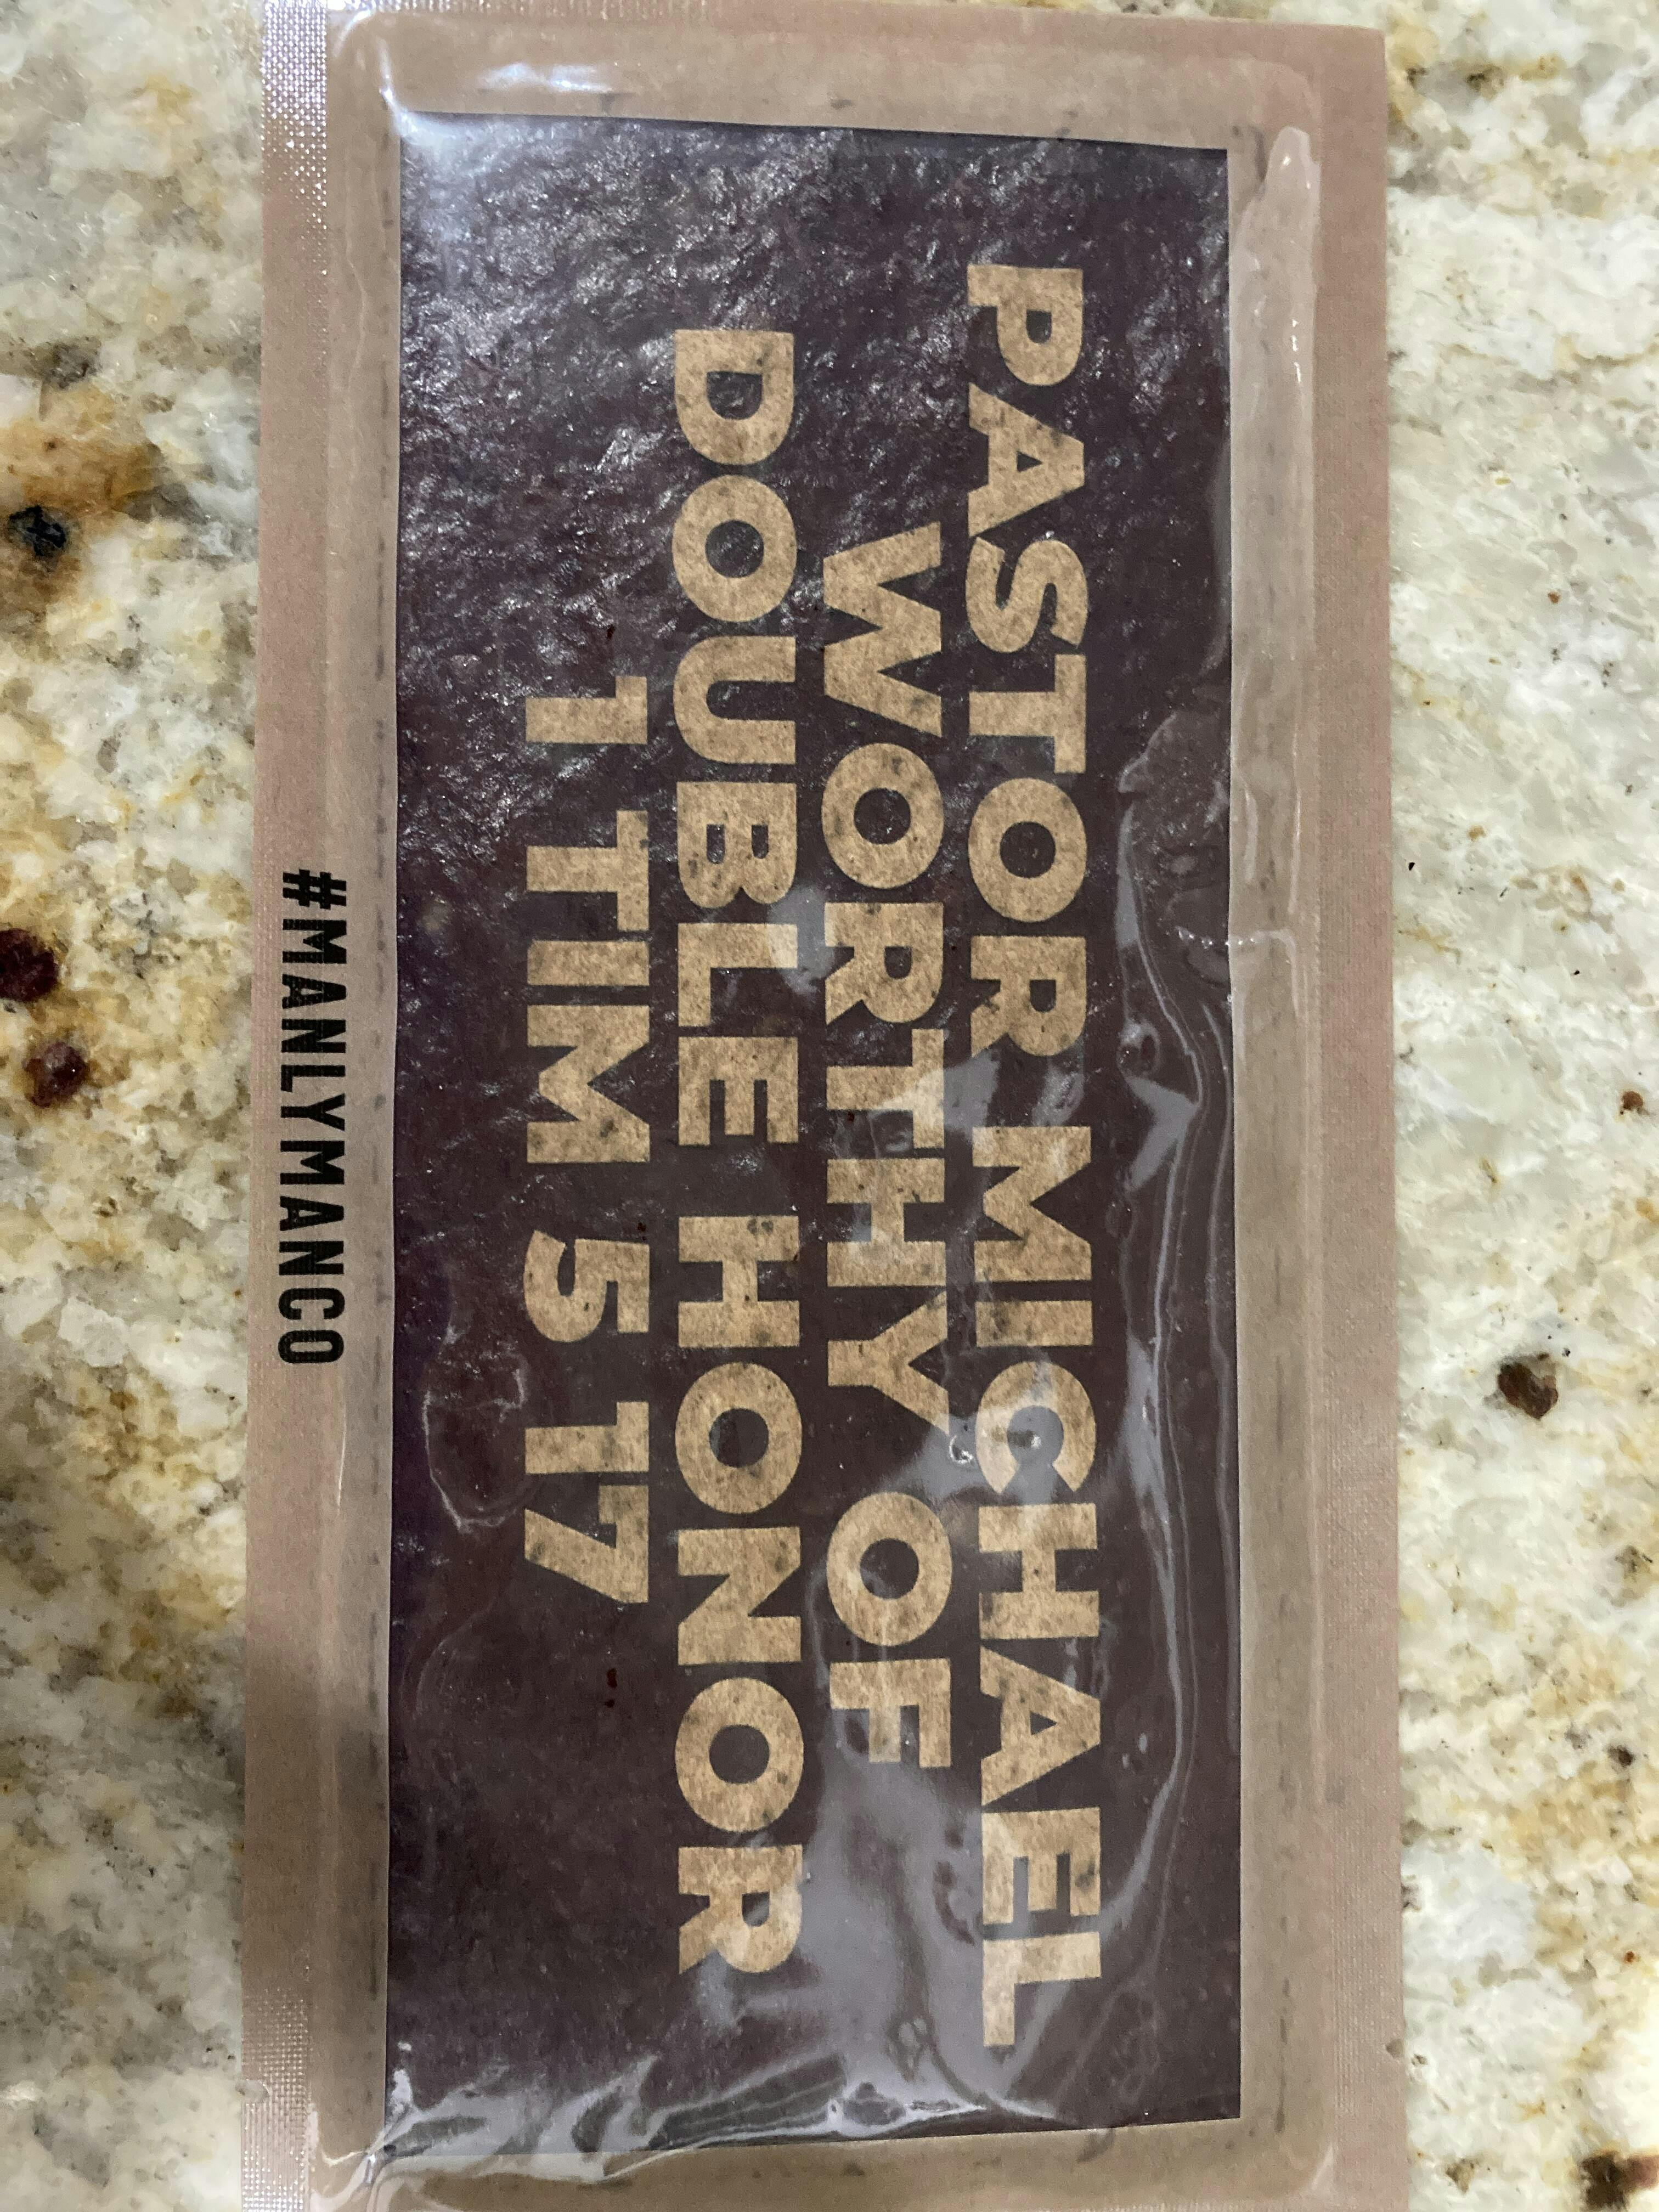 PASTOR MICHAEL
WORTHY OF
DOUBLE HONOR
1 TIM 5 17
#MANLYMANCO